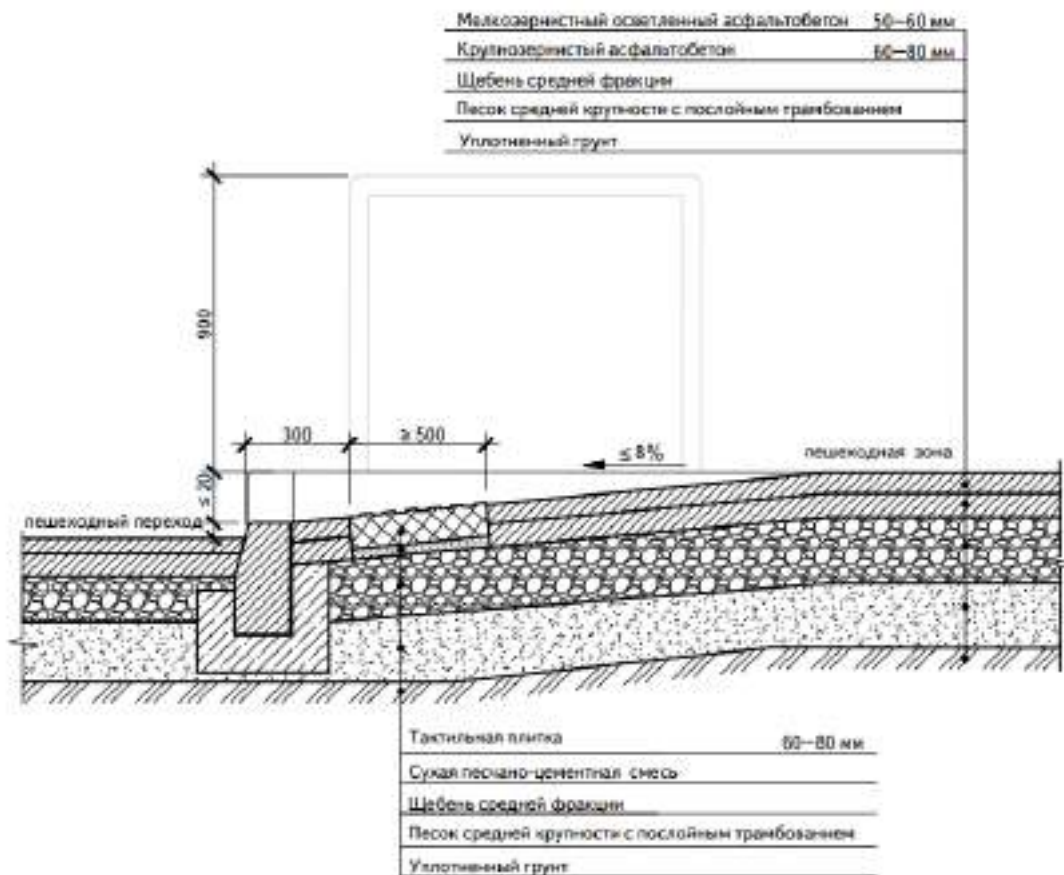 Мелкозернистый осветленный асфальтобетон 50—60 мм
Крупнозернистый асфальтобетон 60—80 мм
Щебень средней фракции
Песок средней крупности с послойным трамбованием
Уплотненный грунт
900
300
≥ 500
≤ 8%
пешеходная зона
≤ 20
пешеходный переход
Тактильная плитка 60—80 мм
Сухая песчано-цементная смесь
Щебень средней фракции
Песок средней крупности с послойным трамбованием
Уплотненный грунт